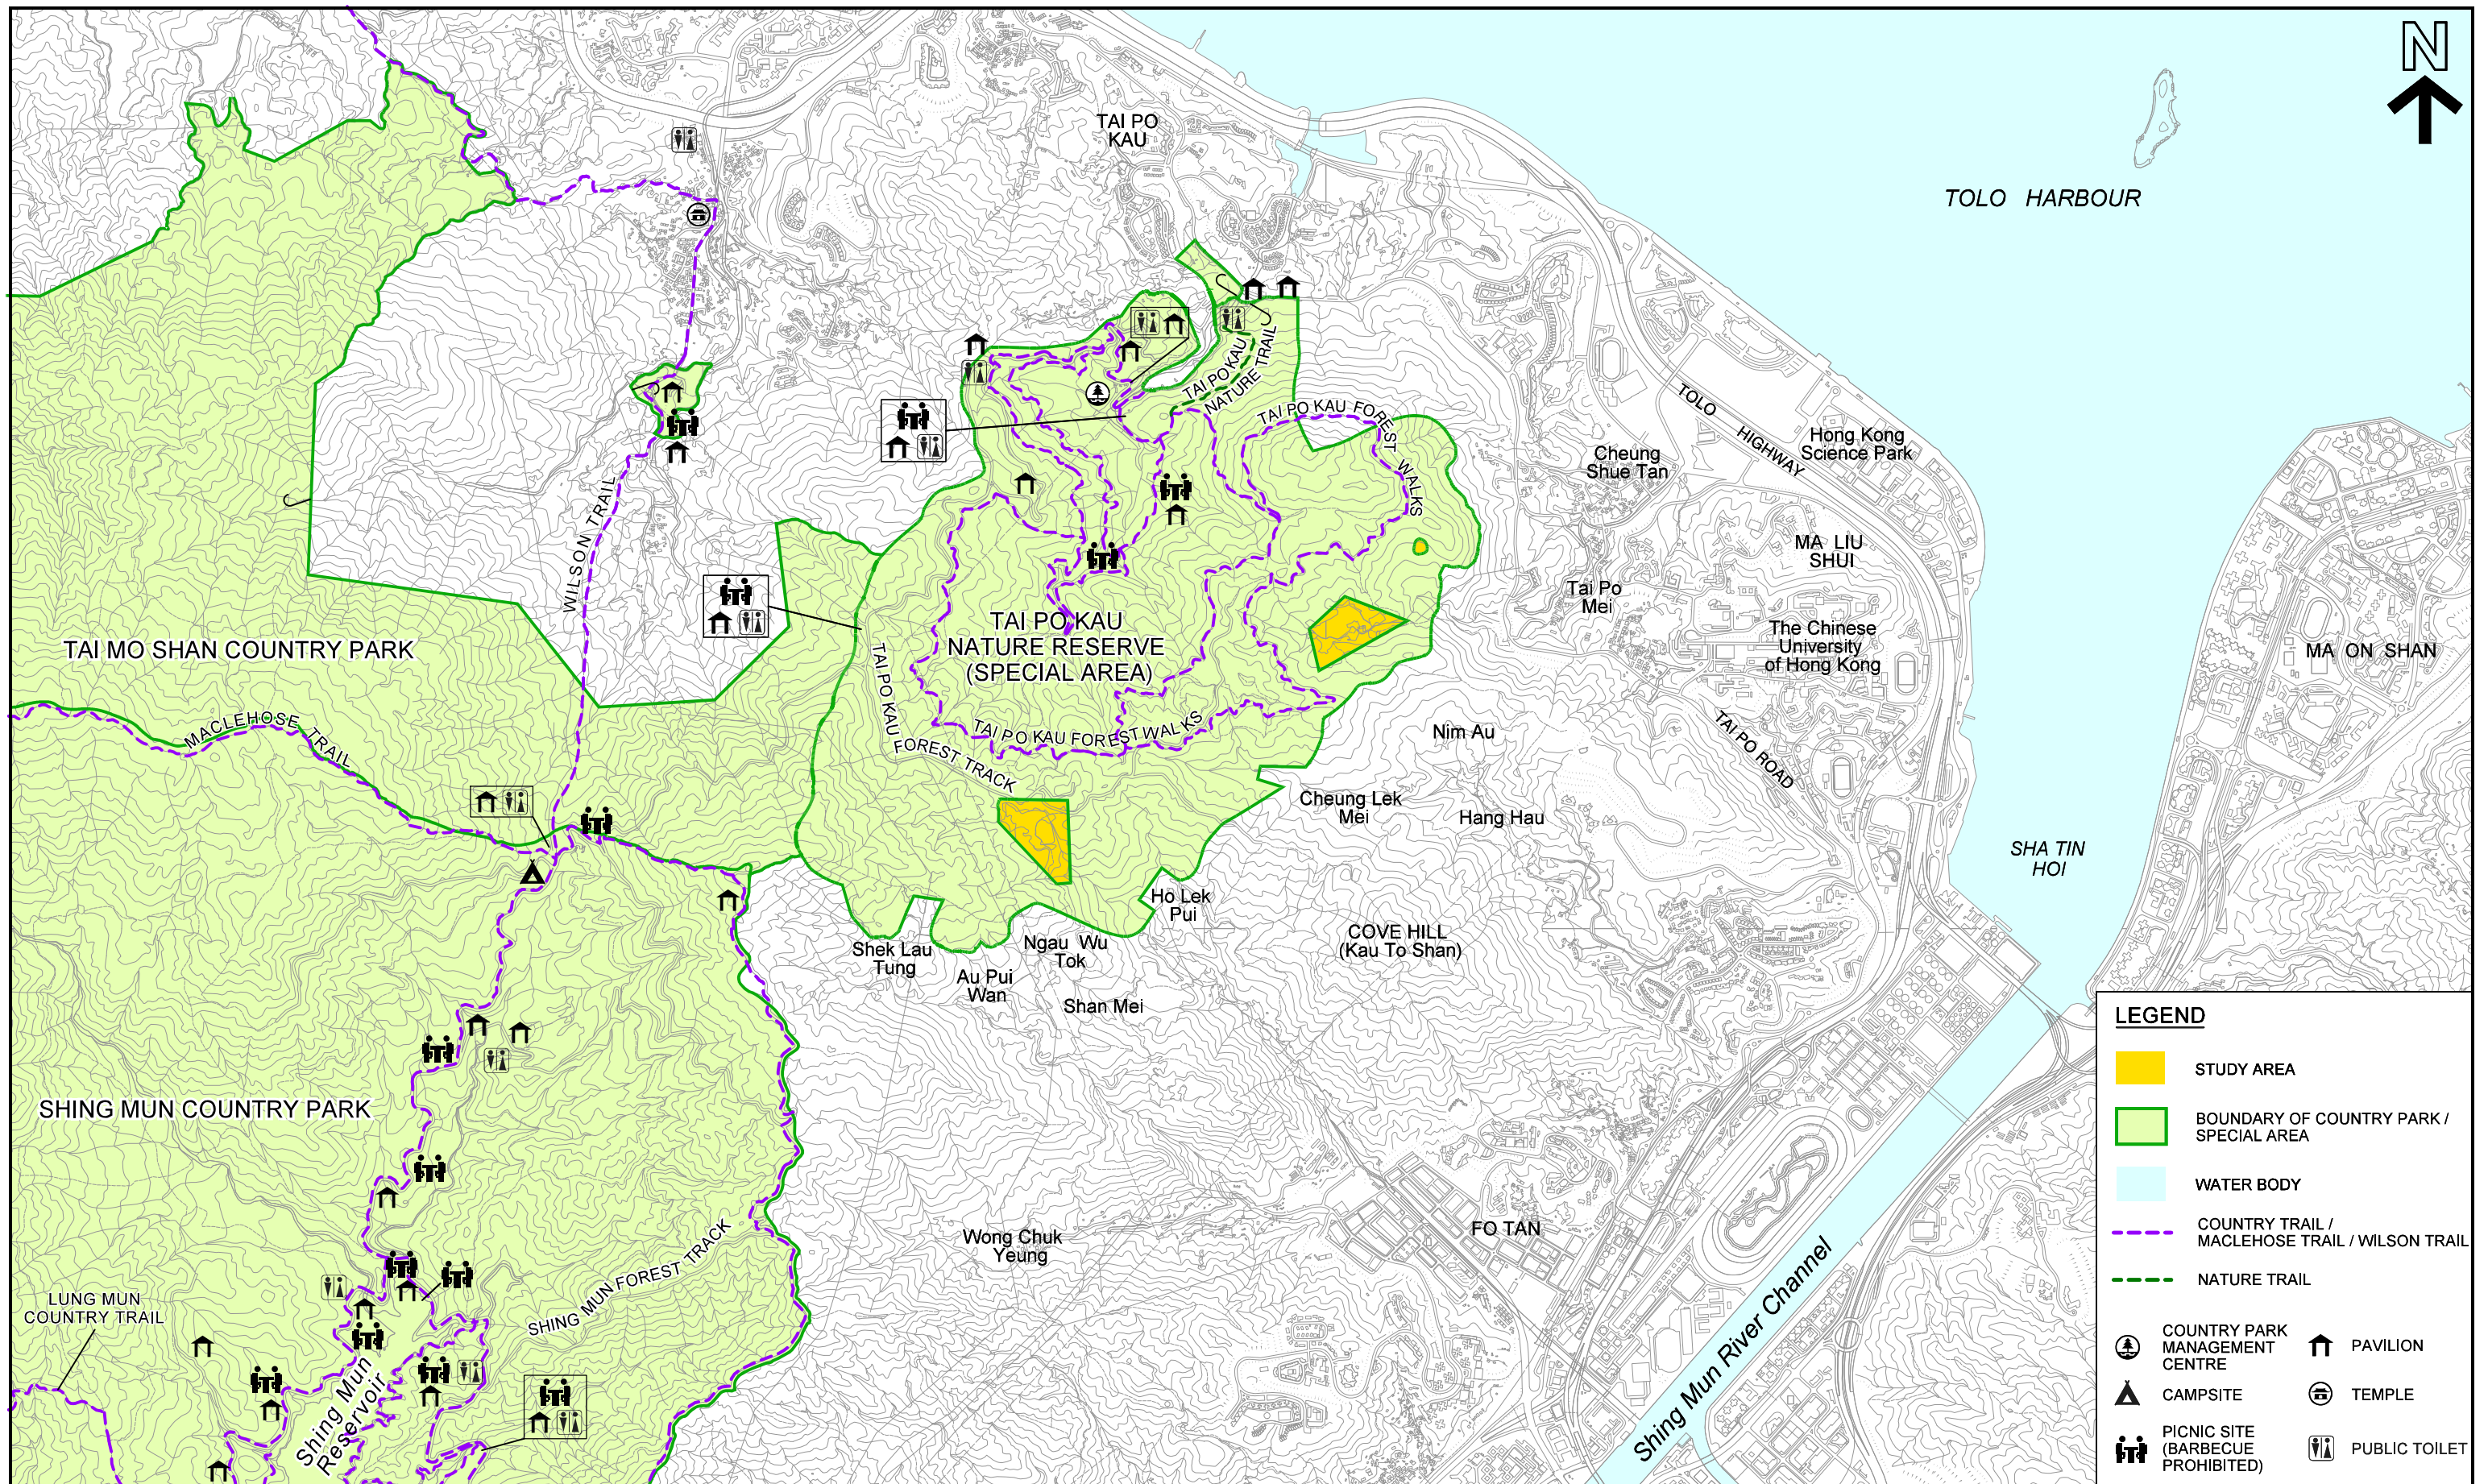 N
TAI PO
KAU
TOLO HARBOUR
TAI PO KAU
NATURE TRAIL
TAI PO KAU FOREST WALKS
TOLO HIGHWAY
Hong Kong
Science Park
Cheung
Shue Tan
WILSON TRAIL
MA LIU
SHUI
Tai Po
Mei
TAI PO KAU
NATURE RESERVE
(SPECIAL AREA)
The Chinese
University
of Hong Kong
TAI MO SHAN COUNTRY PARK
MA ON SHAN
TAI PO KAU FOREST TRACK
MACLEHOSE TRAIL
TAI PO KAU FOREST WALKS
Nim Au
TAI PO ROAD
Cheung Lek
Mei
Hang Hau
SHA TIN
HOI
Ho Lek
Pui
Shek Lau
Tung
Ngau Wu
Tok
COVE HILL
(Kau To Shan)
Au Pui
Wan
Shan Mei
SHING MUN COUNTRY PARK
Wong Chuk
Yeung
FO TAN
SHING MUN FOREST TRACK
LUNG MUN
COUNTRY TRAIL
Shing Mun
Reservoir
Shing Mun River Channel
LEGEND
STUDY AREA
BOUNDARY OF COUNTRY PARK /
SPECIAL AREA
WATER BODY
COUNTRY TRAIL /
MACLEHOSE TRAIL / WILSON TRAIL
NATURE TRAIL
COUNTRY PARK
MANAGEMENT
CENTRE
PAVILION
CAMPSITE
TEMPLE
PICNIC SITE
(BARBECUE
PROHIBITED)
PUBLIC TOILET